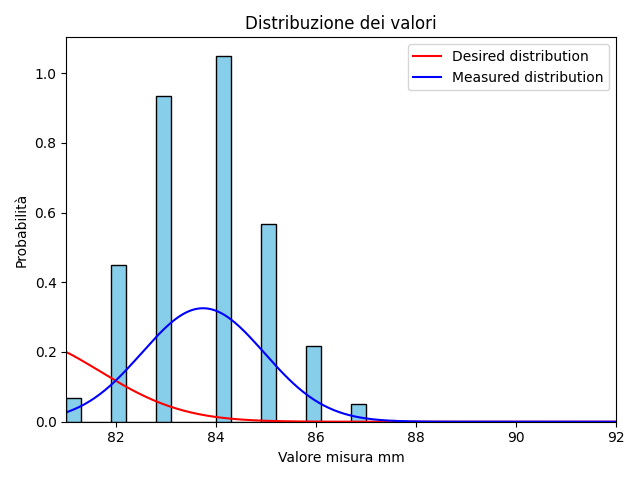 Distribuzione dei valori
Desired distribution
Measured distribution
Probabilità
1.0
0.8
0.6
0.4
0.2
0.0
82 84 86 88 90 92
Valore misura mm